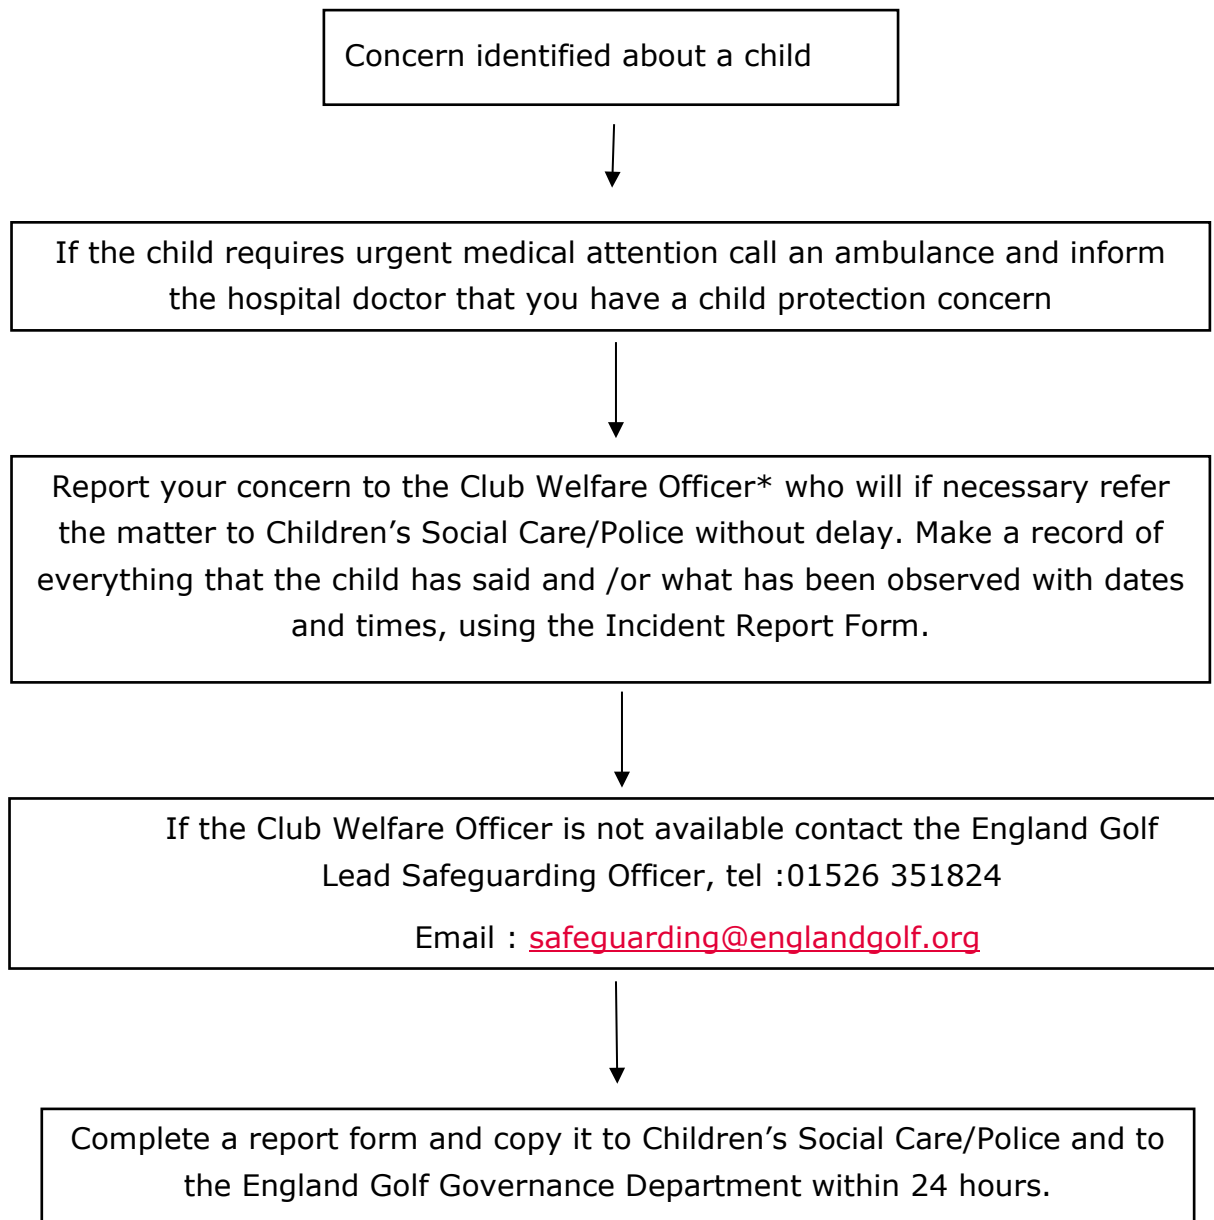 Concern identified about a child
If the child requires urgent medical attention call an ambulance and inform
the hospital doctor that you have a child protection concern
Report your concern to the Club Welfare Officer* who will if necessary refer
the matter to Children’s Social Care/Police without delay. Make a record of
everything that the child has said and /or what has been observed with dates
and times, using the Incident Report Form.
If the Club Welfare Officer is not available contact the England Golf
Lead Safeguarding Officer, tel :01526 351824
Email : safeguarding@englandgolf.org
Complete a report form and copy it to Children’s Social Care/Police and to
the England Golf Governance Department within 24 hours.